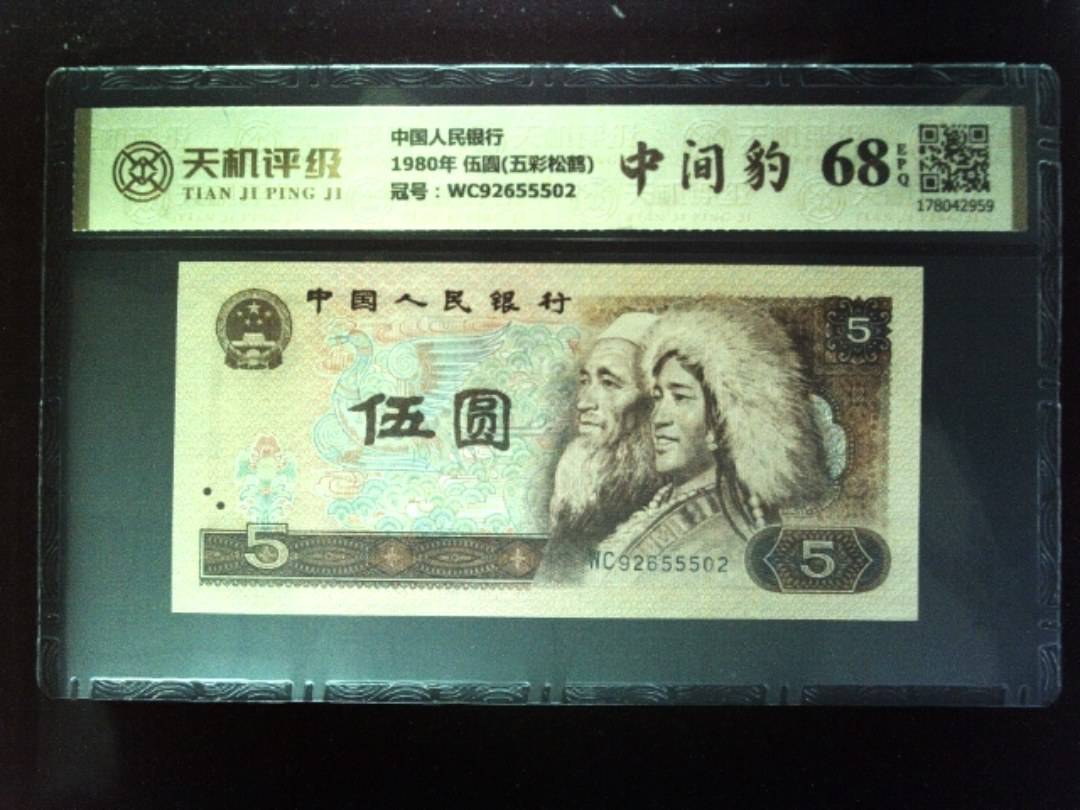 天机评级
TIAN JI PING JI
中国人民银行
1980年 伍圆(五彩松鹤)
冠号：WC92655502
中间豹
68
EPQ
178042959
中国人民银行
5
伍圆
5
WC92655502
5